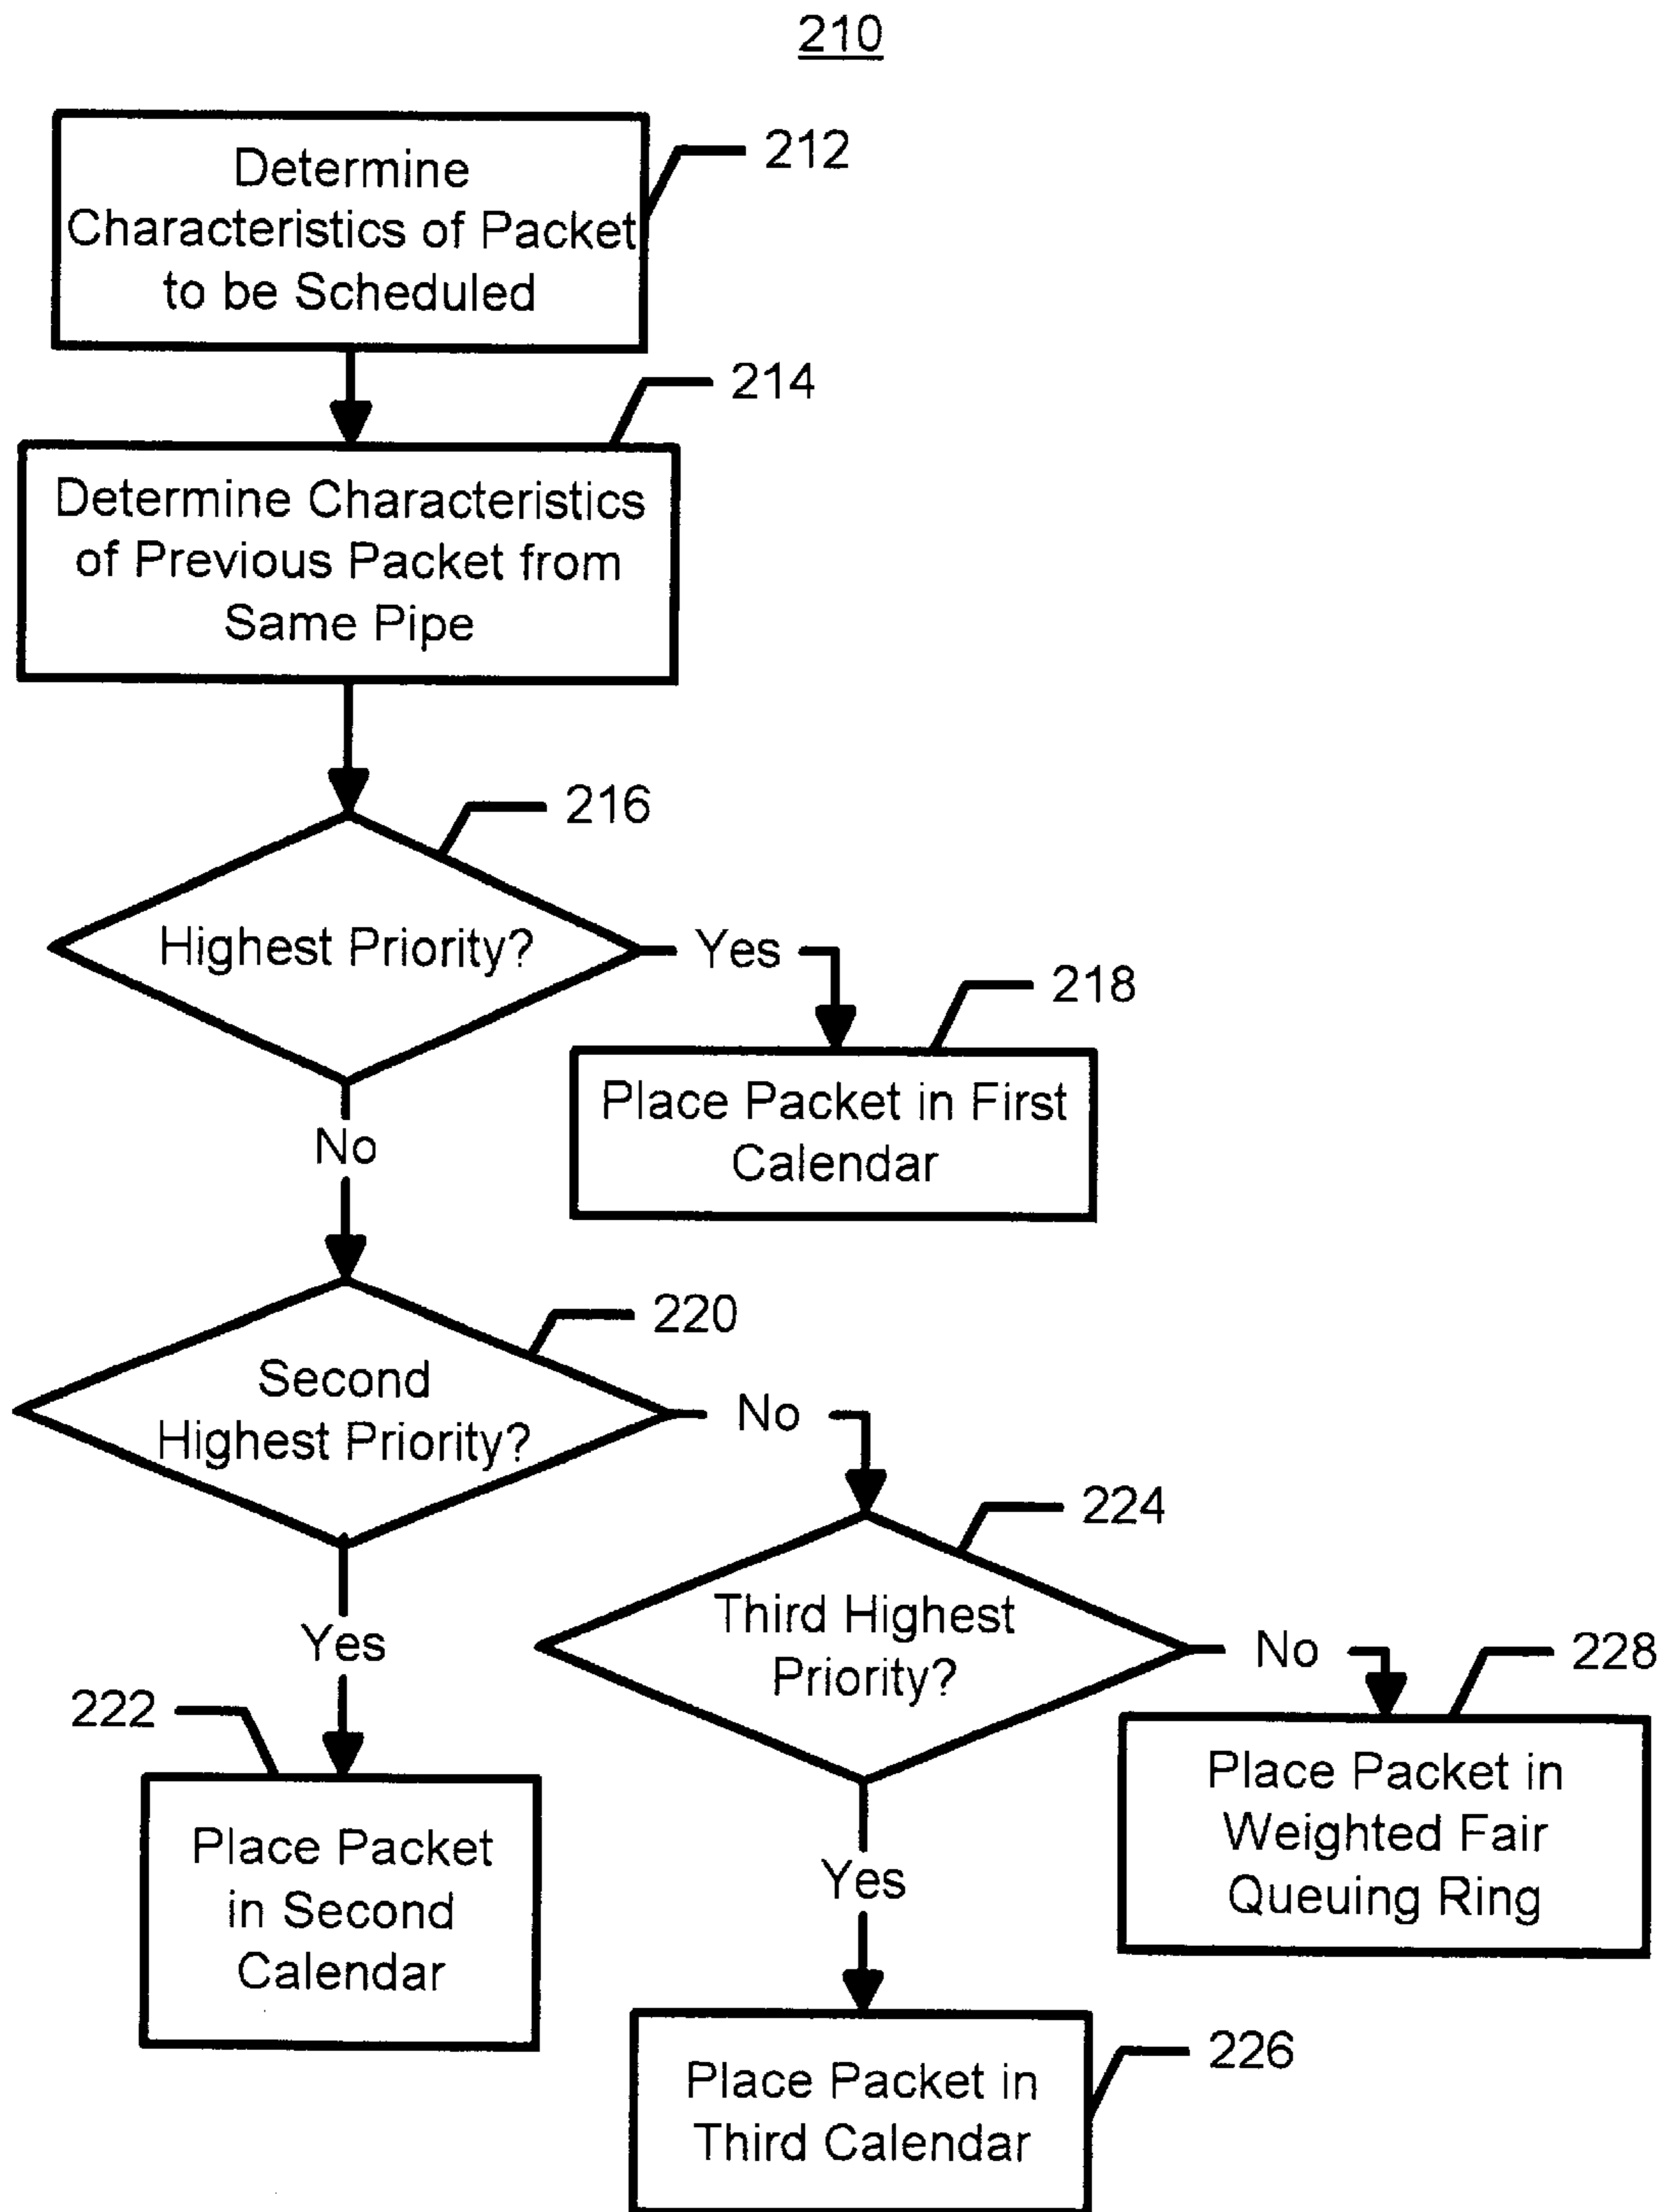 210
Determine
Characteristics of Packet
to be Scheduled
212
214
Determine Characteristics
of Previous Packet from
Same Pipe
216
Highest Priority?
Yes
218
Place Packet in First
Calendar
No
220
Second
Highest Priority?
No
224
Third Highest
Priority?
No
228
Yes
222
Place Packet in
Weighted Fair
Queuing Ring
Place Packet
in Second
Calendar
Yes
226
Place Packet in
Third Calendar